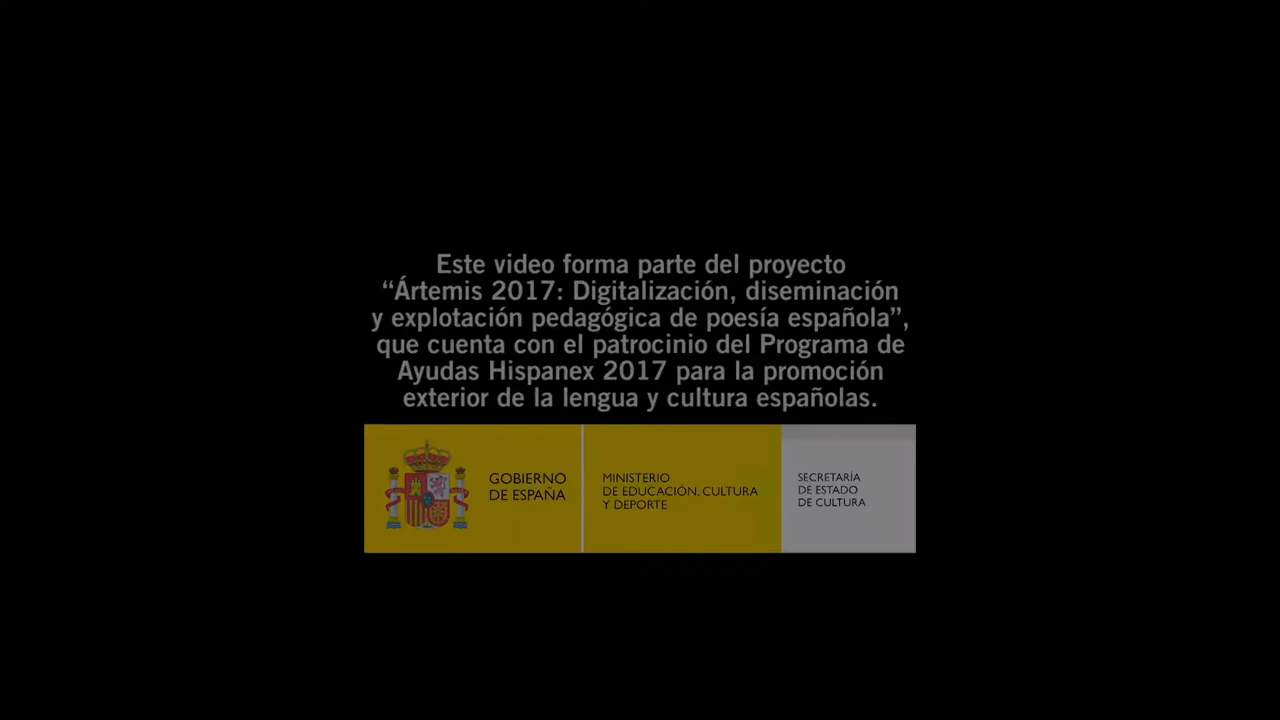 Este video forma parte del proyecto
“Ártemis 2017: Digitalización, diseminación
y explotación pedagógica de poesía española”,
que cuenta con el patrocinio del Programa de
Ayudas Hispanex 2017 para la promoción
exterior de la lengua y cultura españolas.
GOBIERNO
DE ESPAÑA
MINISTERIO
DE EDUCACIÓN, CULTURA
Y DEPORTE
SECRETARÍA
DE ESTADO
DE CULTURA